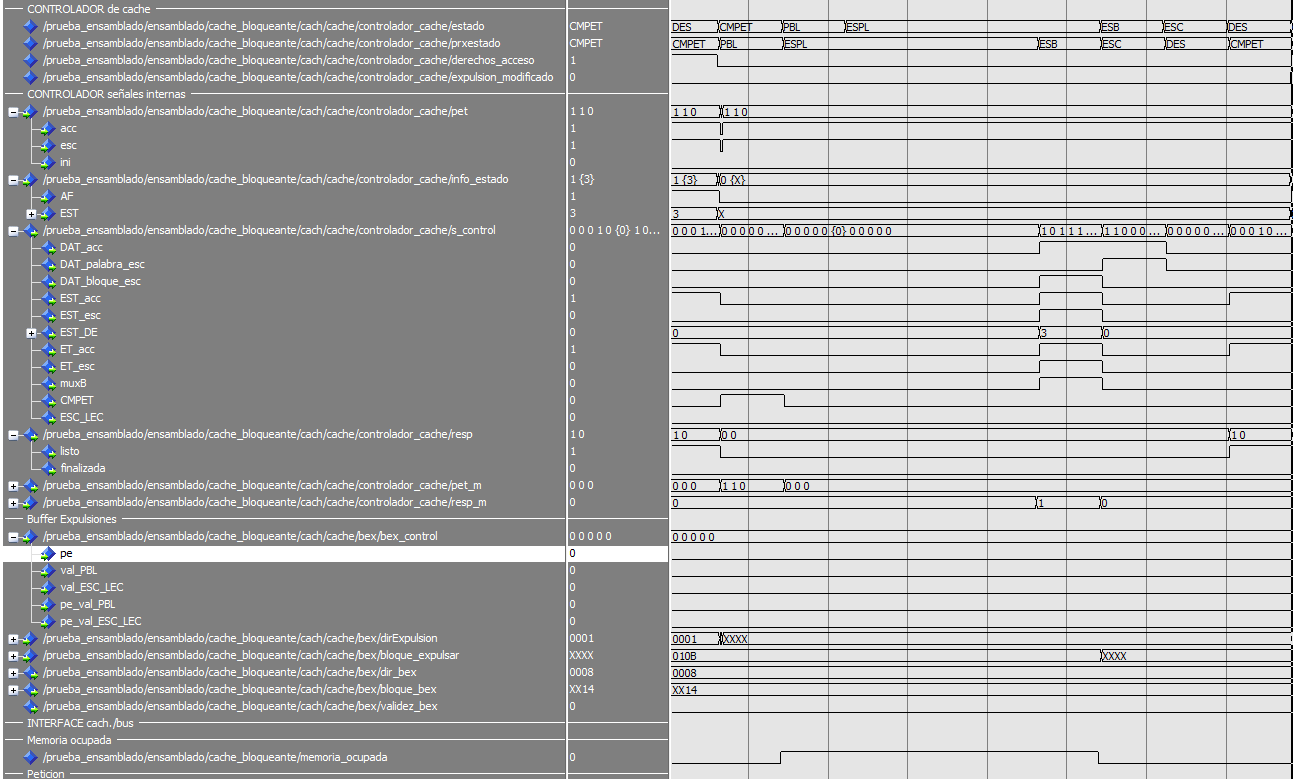 CONTROLADOR de cache
/prueba_ensamblado/ensamblado/cache_bloqueante/cach/cache/controlador_cache/estado CMPET DES CMPET PBL ESPL ESB ESC DES
/prueba_ensamblado/ensamblado/cache_bloqueante/cach/cache/controlador_cache/prxestado CMPET CMPET PBL ESPL ESB ESC DES CMPET
/prueba_ensamblado/ensamblado/cache_bloqueante/cach/cache/controlador_cache/derechos_acceso 1
/prueba_ensamblado/ensamblado/cache_bloqueante/cach/cache/controlador_cache/expulsion_modificado 0
CONTROLADOR señales internas
/prueba_ensamblado/ensamblado/cache_bloqueante/cach/cache/controlador_cache/pet 1 1 0 1 1 0 1 1 0
acc 1
esc 1
ini 0
/prueba_ensamblado/ensamblado/cache_bloqueante/cach/cache/controlador_cache/info_estado 1 {3} 1 {3} 0 {X}
AF 1
EST 3 3 X
/prueba_ensamblado/ensamblado/cache_bloqueante/cach/cache/controlador_cache/s_control 0 0 0 1 0 {0} 1 0... 0 0 0 1... 0 0 0 0 0 ... 0 0 0 0 0 {0} 0 0 0 0 0 1 0 1 1 1... 1 1 0 0 0 ... 0 0 0 0 0 ... 0 0 0 1 0 ...
DAT_acc 0
DAT_palabra_esc 0
DAT_bloque_esc 0
EST_acc 1
EST_esc 0
EST_DE 0 0 3 0
ET_acc 1
ET_esc 0
muxB 0
CMPET 0
ESC_LEC 0
/prueba_ensamblado/ensamblado/cache_bloqueante/cach/cache/controlador_cache/resp 1 0 1 0 0 0 1 0
listo 1
finalizada 0
/prueba_ensamblado/ensamblado/cache_bloqueante/cach/cache/controlador_cache/pet_m 0 0 0 0 0 0 1 1 0 0 0 0
/prueba_ensamblado/ensamblado/cache_bloqueante/cach/cache/controlador_cache/resp_m 0 0 1 0
Buffer Expulsiones
/prueba_ensamblado/ensamblado/cache_bloqueante/cach/cache/bex/bex_control 0 0 0 0 0 0 0 0 0 0
pe 0
val_PBL 0
val_ESC_LEC 0
pe_val_PBL 0
pe_val_ESC_LEC 0
/prueba_ensamblado/ensamblado/cache_bloqueante/cach/cache/bex/dirExpulsion 0001 0001 XXXX
/prueba_ensamblado/ensamblado/cache_bloqueante/cach/cache/bex/bloque_expulsar XXXX 010B XXXX
/prueba_ensamblado/ensamblado/cache_bloqueante/cach/cache/bex/dir_bex 0008 0008
/prueba_ensamblado/ensamblado/cache_bloqueante/cach/cache/bex/bloque_bex XX14 XX14
/prueba_ensamblado/ensamblado/cache_bloqueante/cach/cache/bex/validez_bex 0
INTERFACE cach./bus
Memoria ocupada
/prueba_ensamblado/ensamblado/cache_bloqueante/memoria_ocupada 0
Peticion